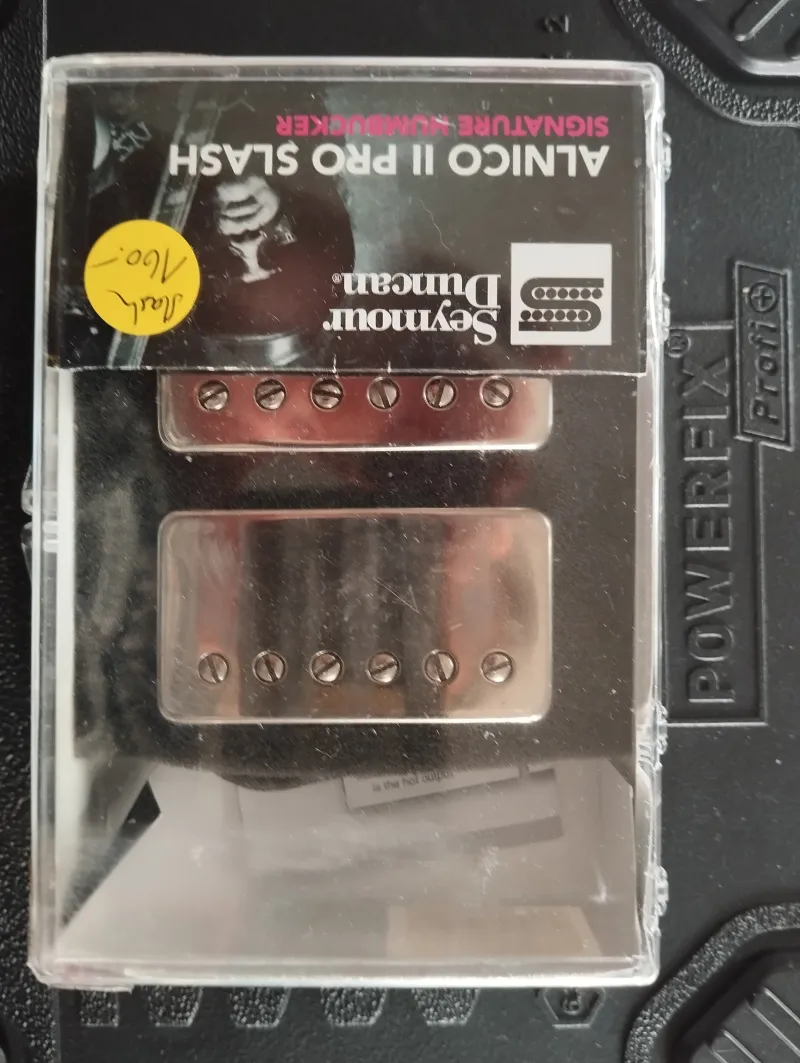 ALNICO II PRO SLASH
SIGNATURE HUMBUCKER
Seymour
Duncan®
Slash
160.-
is the hot output
POWERFIX®
Profi+